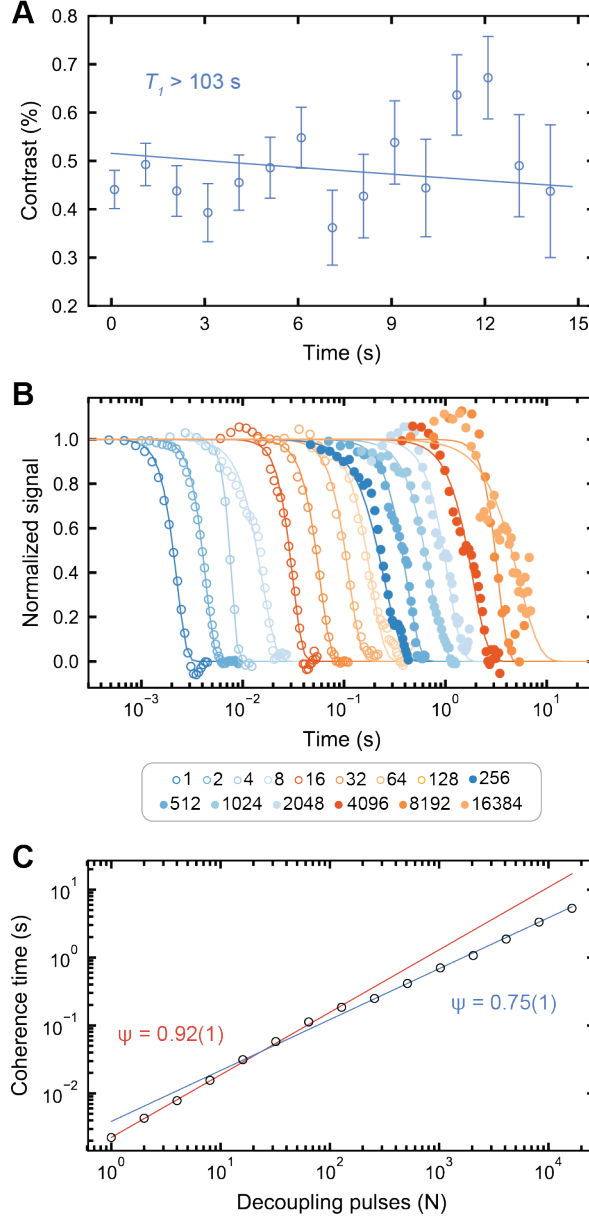 A
0.8
0.7
0.6
0.5
0.4
0.3
0.2
Contrast (%)
T1 > 103 s
0 3 6 9 12 15
Time (s)
B
1.0
0.8
0.6
0.4
0.2
0.0
Normalized signal
10⁻³ 10⁻² 10⁻¹ 10⁰ 10¹
Time (s)
1 2 4 8 16 32 64 128 256
512 1024 2048 4096 8192 16384
C
10¹
10⁰
10⁻¹
10⁻²
Coherence time (s)
ψ = 0.92(1)
ψ = 0.75(1)
10⁰ 10¹ 10² 10³ 10⁴
Decoupling pulses (N)